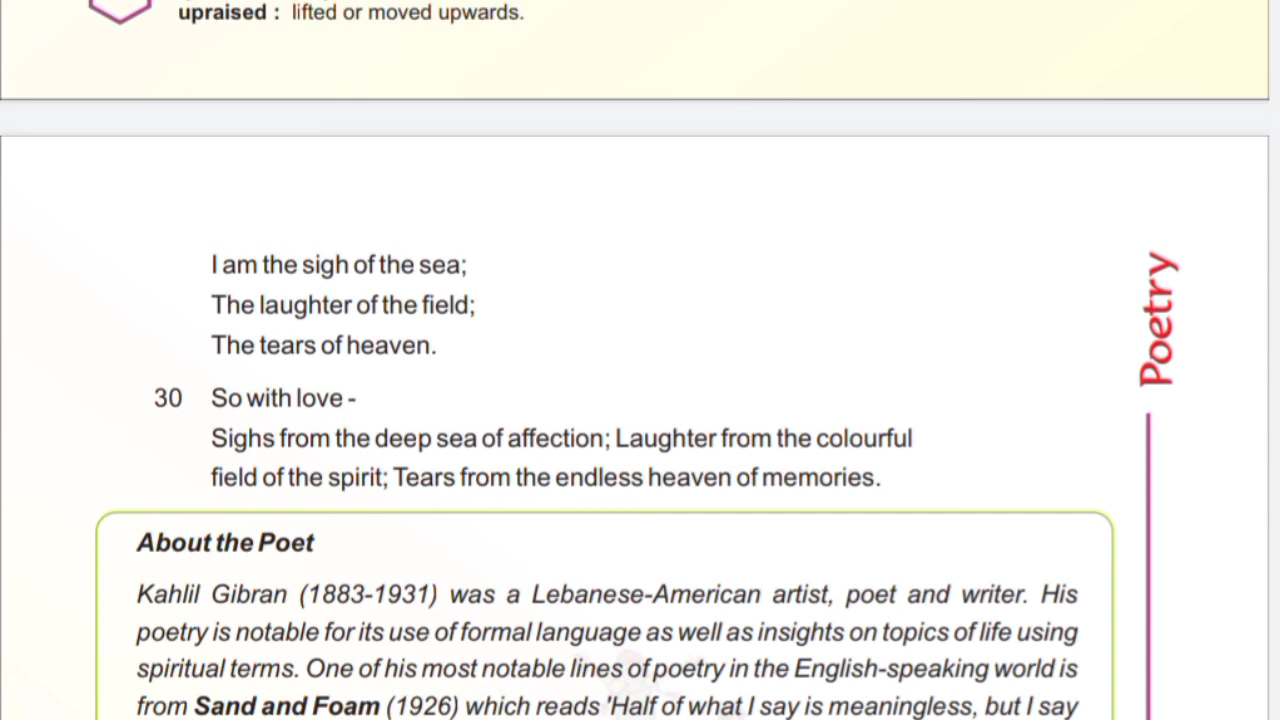 upraised : lifted or moved upwards.
I am the sigh of the sea;
The laughter of the field;
The tears of heaven.
30 So with love -
Sighs from the deep sea of affection; Laughter from the colourful
field of the spirit; Tears from the endless heaven of memories.
Poetry
About the Poet
Kahlil Gibran (1883-1931) was a Lebanese-American artist, poet and writer. His
poetry is notable for its use of formal language as well as insights on topics of life using
spiritual terms. One of his most notable lines of poetry in the English-speaking world is
from Sand and Foam (1926) which reads 'Half of what I say is meaningless, but I say